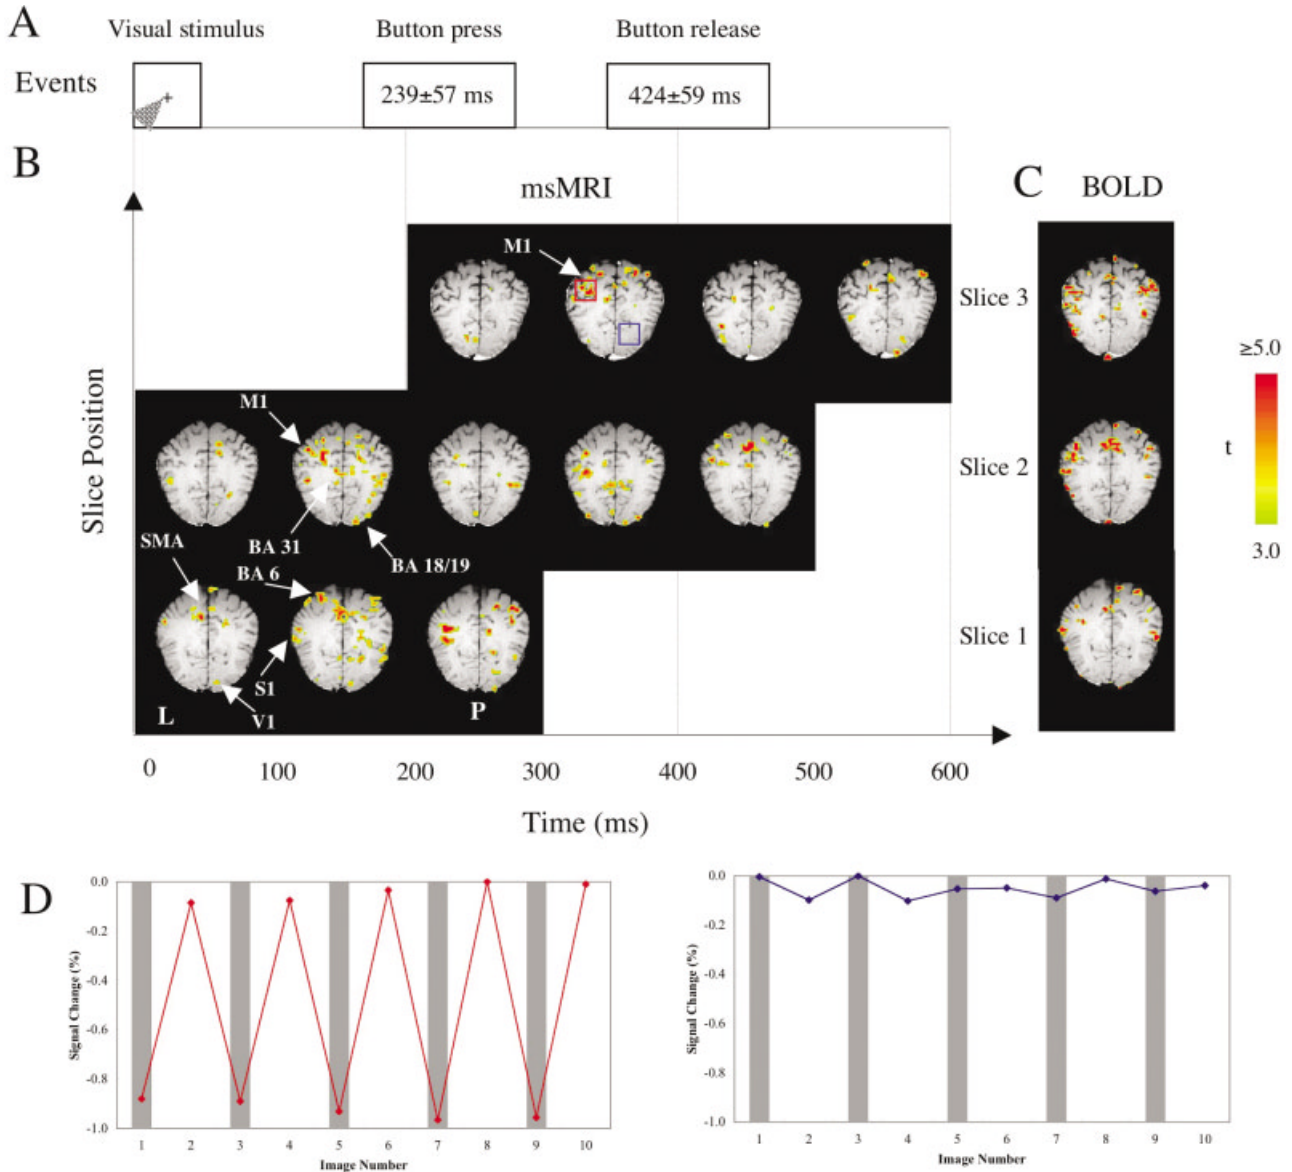 A
Visual stimulus
Button press
Button release
Events
239±57 ms
424±59 ms
B
msMRI
C
BOLD
M1
Slice 3
≥5.0
M1
Slice Position
Slice 2
t
SMA
BA 31
BA 18/19
3.0
BA 6
Slice 1
S1
L
V1
P
0 100 200 300 400 500 600
Time (ms)
D
0.0
-0.2
-0.4
-0.6
-0.8
-1.0
Signal Change (%)
1 2 3 4 5 6 7 8 9 10
Image Number
0.0
-0.2
-0.4
-0.6
-0.8
-1.0
Signal Change (%)
1 2 3 4 5 6 7 8 9 10
Image Number